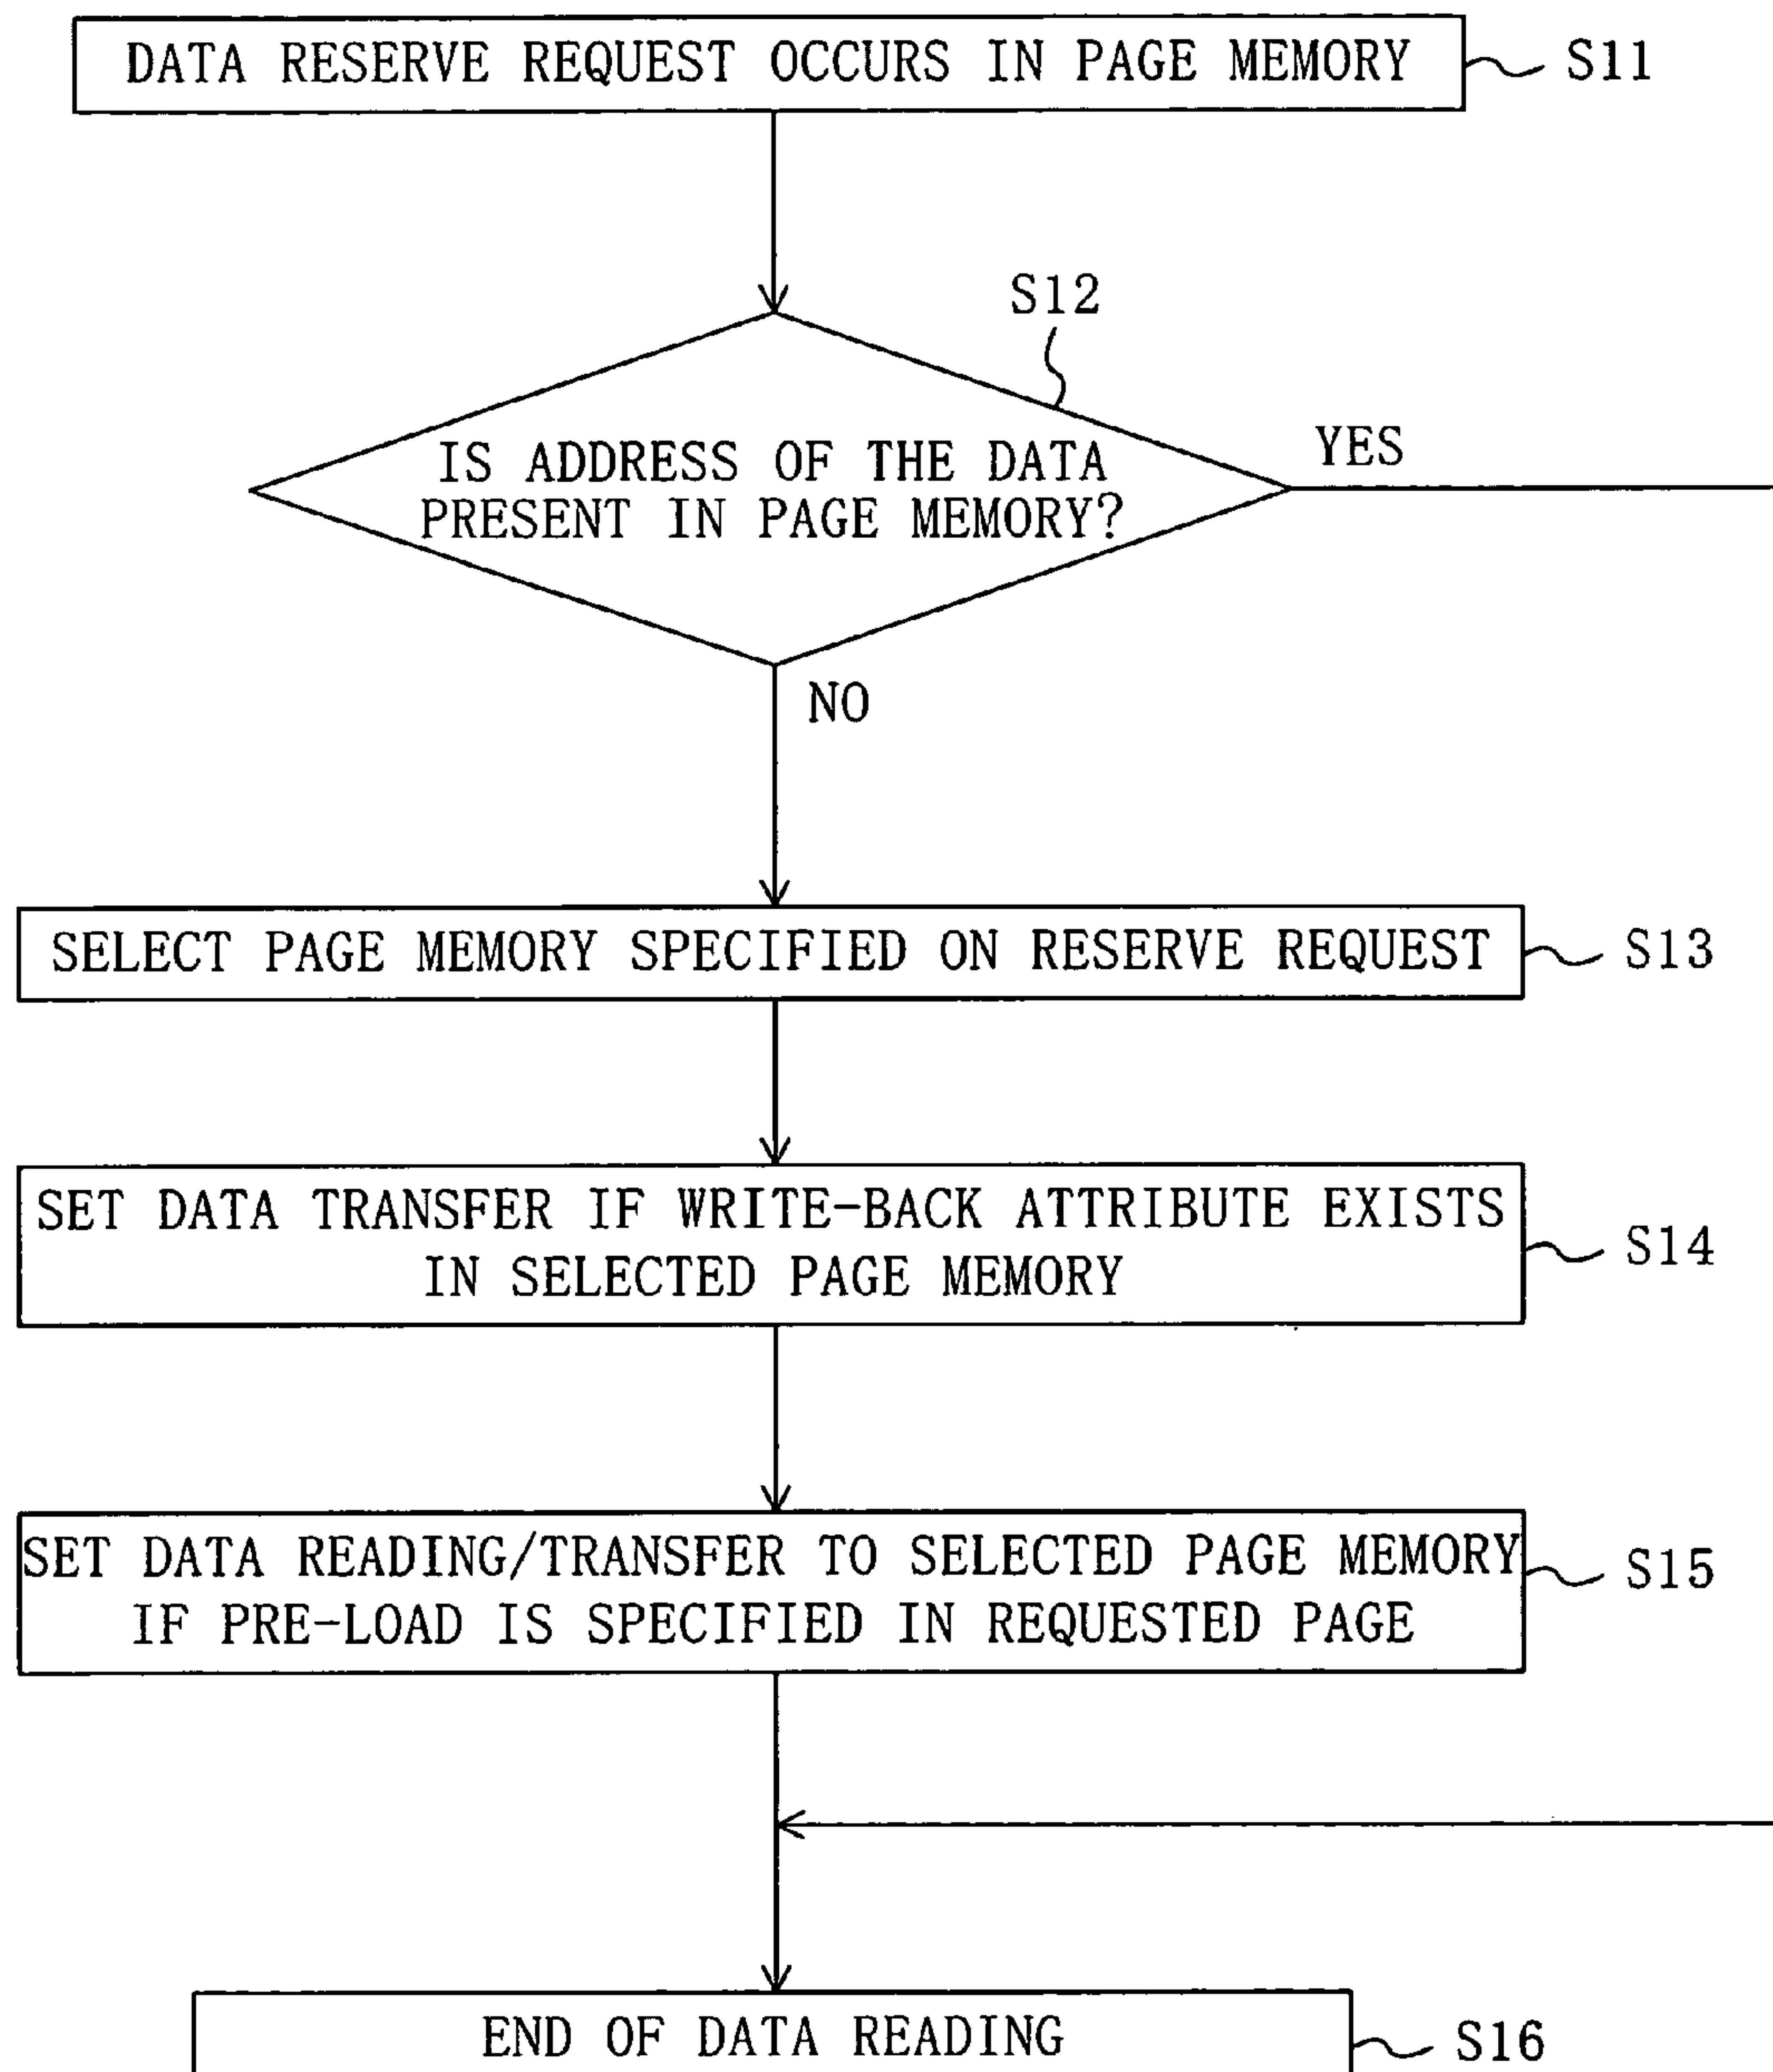 DATA RESERVE REQUEST OCCURS IN PAGE MEMORY
S11
S12
IS ADDRESS OF THE DATA
PRESENT IN PAGE MEMORY?
YES
NO
SELECT PAGE MEMORY SPECIFIED ON RESERVE REQUEST
S13
SET DATA TRANSFER IF WRITE-BACK ATTRIBUTE EXISTS
IN SELECTED PAGE MEMORY
S14
SET DATA READING/TRANSFER TO SELECTED PAGE MEMORY
IF PRE-LOAD IS SPECIFIED IN REQUESTED PAGE
S15
END OF DATA READING
S16